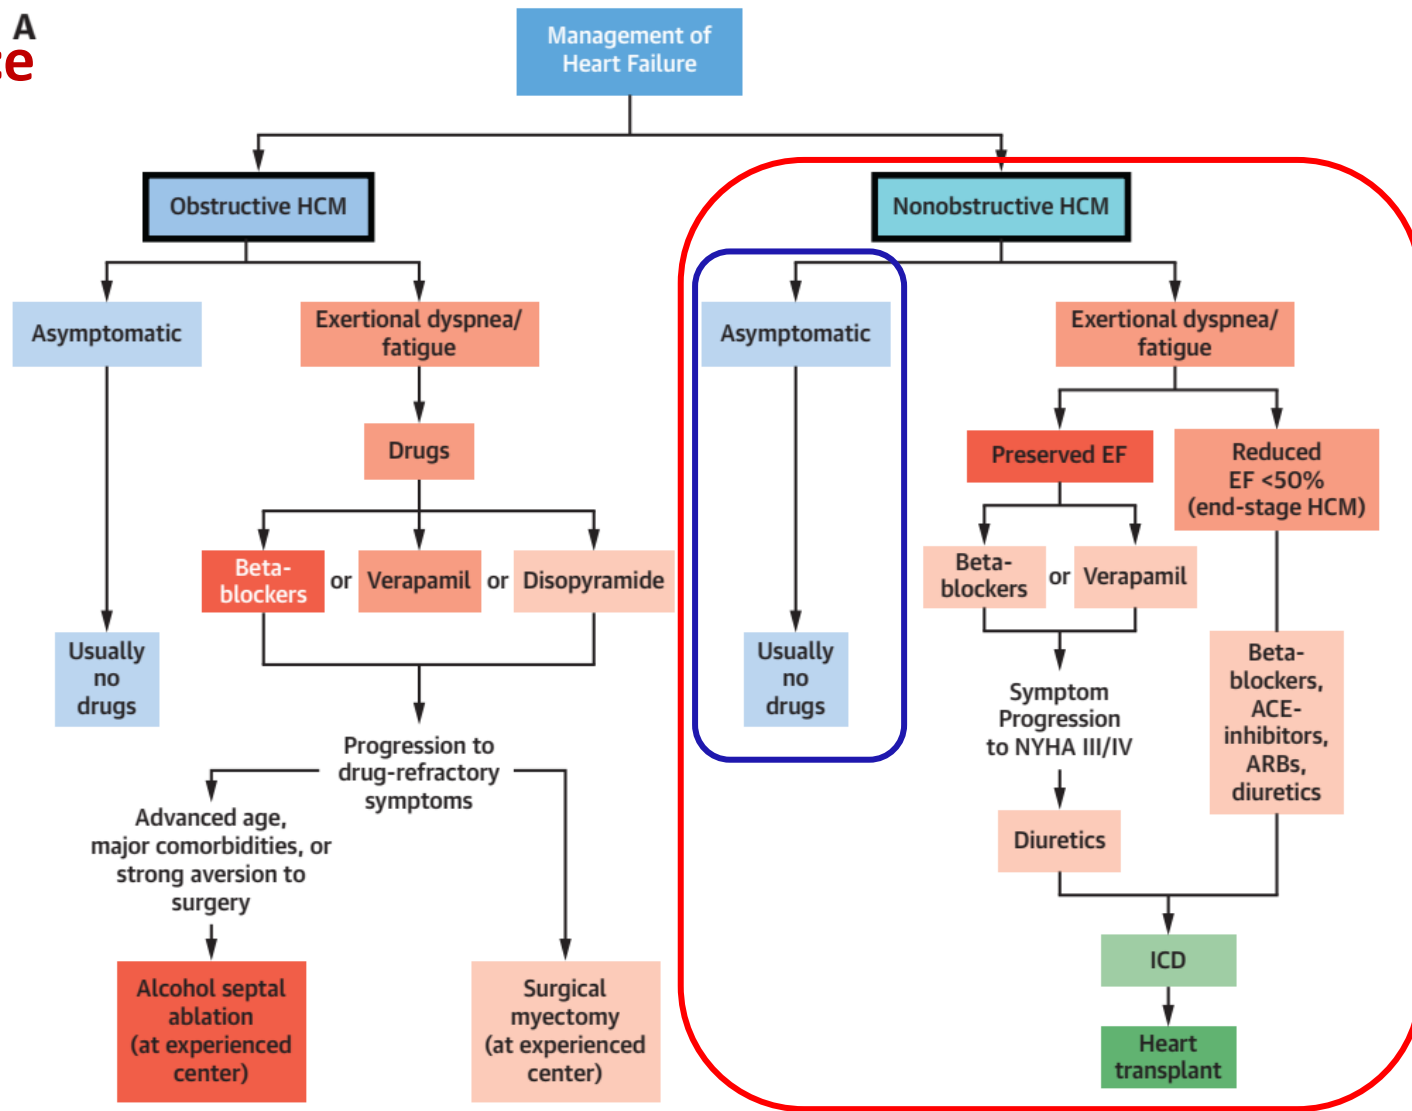 A
Management of
Heart Failure
Obstructive HCM
Nonobstructive HCM
Asymptomatic
Exertional dyspnea/
fatigue
Asymptomatic
Exertional dyspnea/
fatigue
Drugs
Preserved EF
Reduced
EF <50%
(end-stage HCM)
Beta-
blockers
or
Verapamil
or
Disopyramide
Beta-
blockers
or
Verapamil
Usually
no
drugs
Usually
no
drugs
Symptom
Progression
to NYHA III/IV
Beta-
blockers,
ACE-
inhibitors,
ARBs,
diuretics
Progression to
drug-refractory
symptoms
Advanced age,
major comorbidities, or
strong aversion to
surgery
Diuretics
Alcohol septal
ablation
(at experienced
center)
Surgical
myectomy
(at experienced
center)
ICD
Heart
transplant